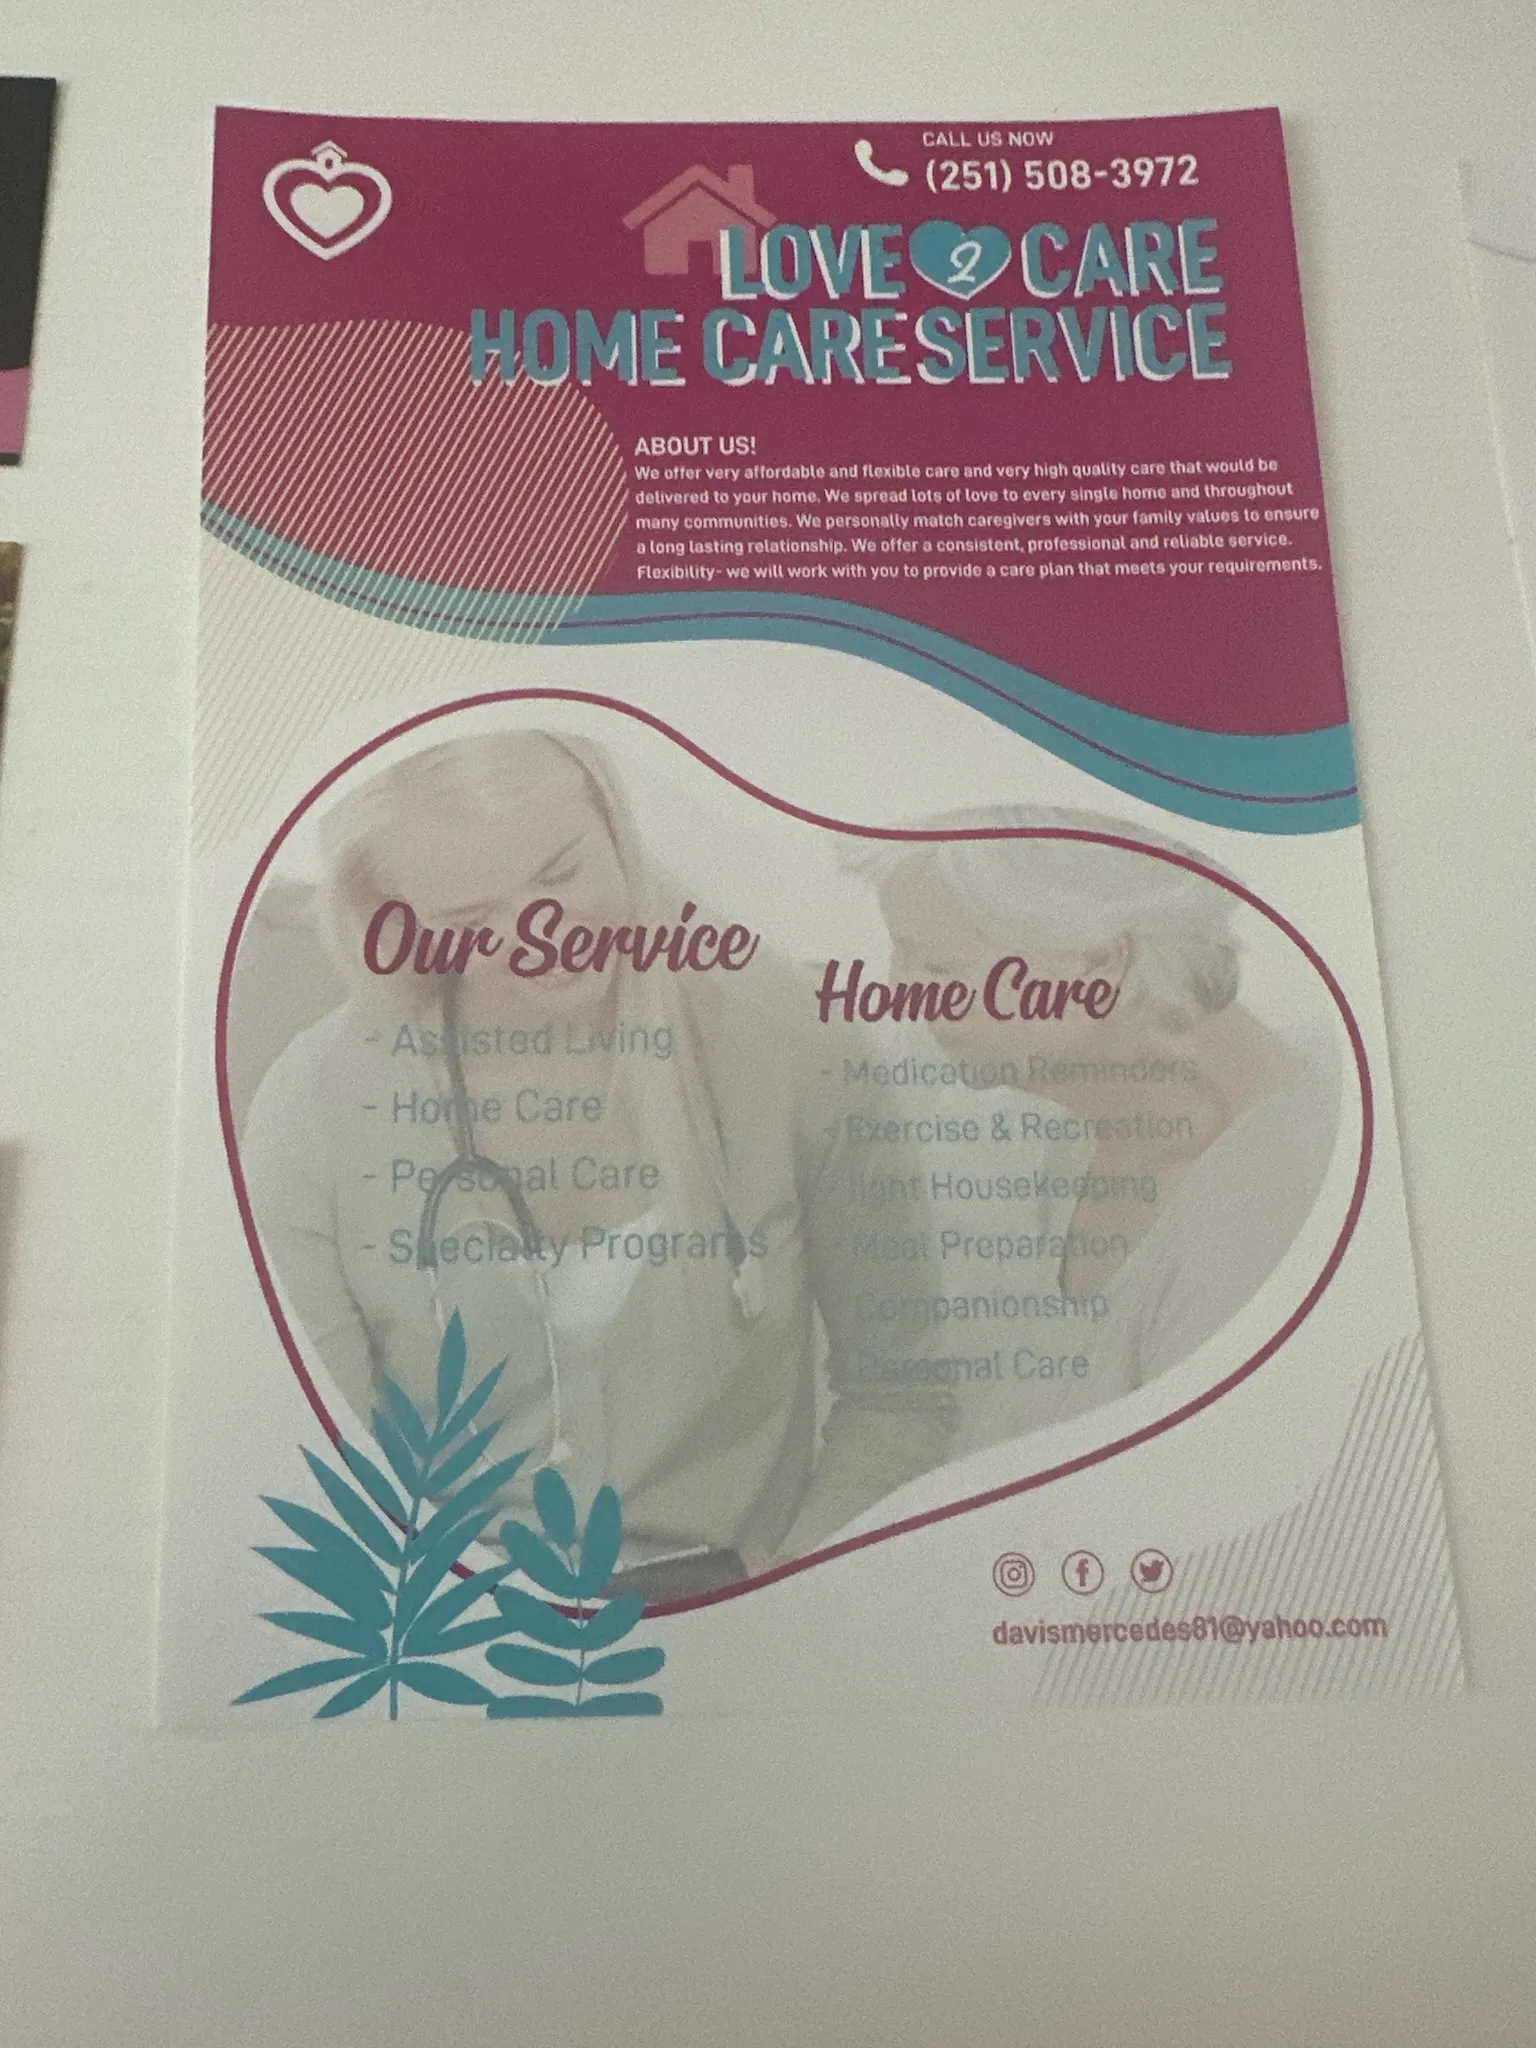 CALL US NOW
(251) 508-3972
LOVE 2 CARE
HOME CARE SERVICE
ABOUT US!
We offer very affordable and flexible care and very high quality care that would be
delivered to your home. We spread lots of love to every single home and throughout
many communities. We personally match caregivers with your family values to ensure
a long lasting relationship. We offer a consistent, professional and reliable service.
Flexibility- we will work with you to provide a care plan that meets your requirements.
Our Service
- Assisted Living
- Home Care
- Personal Care
- Specialty Programs
Home Care
- Medication Reminders
- Exercise & Recreation
- light Housekeeping
- Meal Preparation
- Companionship
- Personal Care
davismercedes81@yahoo.com